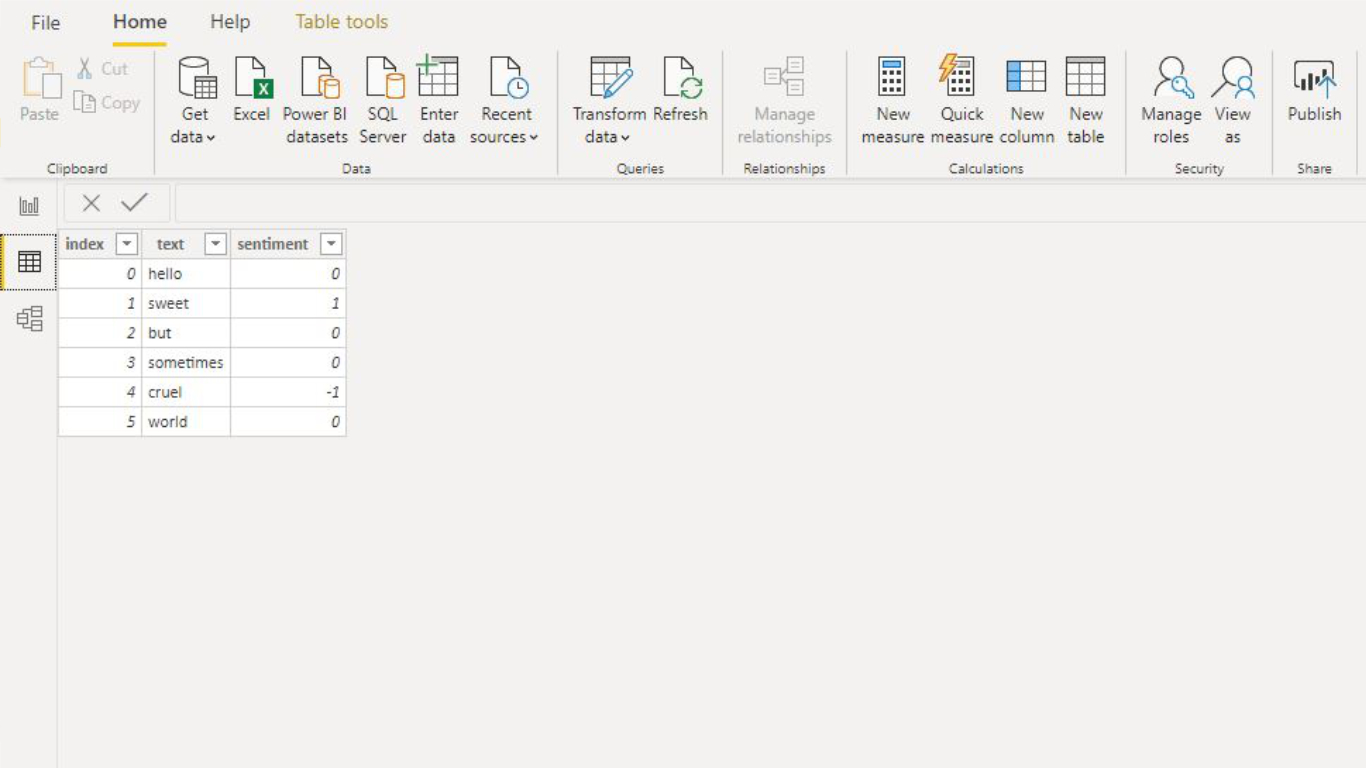 File Home Help Table tools
Cut
Copy
Paste
Get data
Excel
Power BI datasets
SQL Server
Enter data
Recent sources
Transform data
Refresh
Manage relationships
New measure
Quick measure
New column
New table
Manage roles
View as
Publish
Clipboard Data Queries Relationships Calculations Security Share
index text sentiment
0 hello 0
1 sweet 1
2 but 0
3 sometimes 0
4 cruel -1
5 world 0